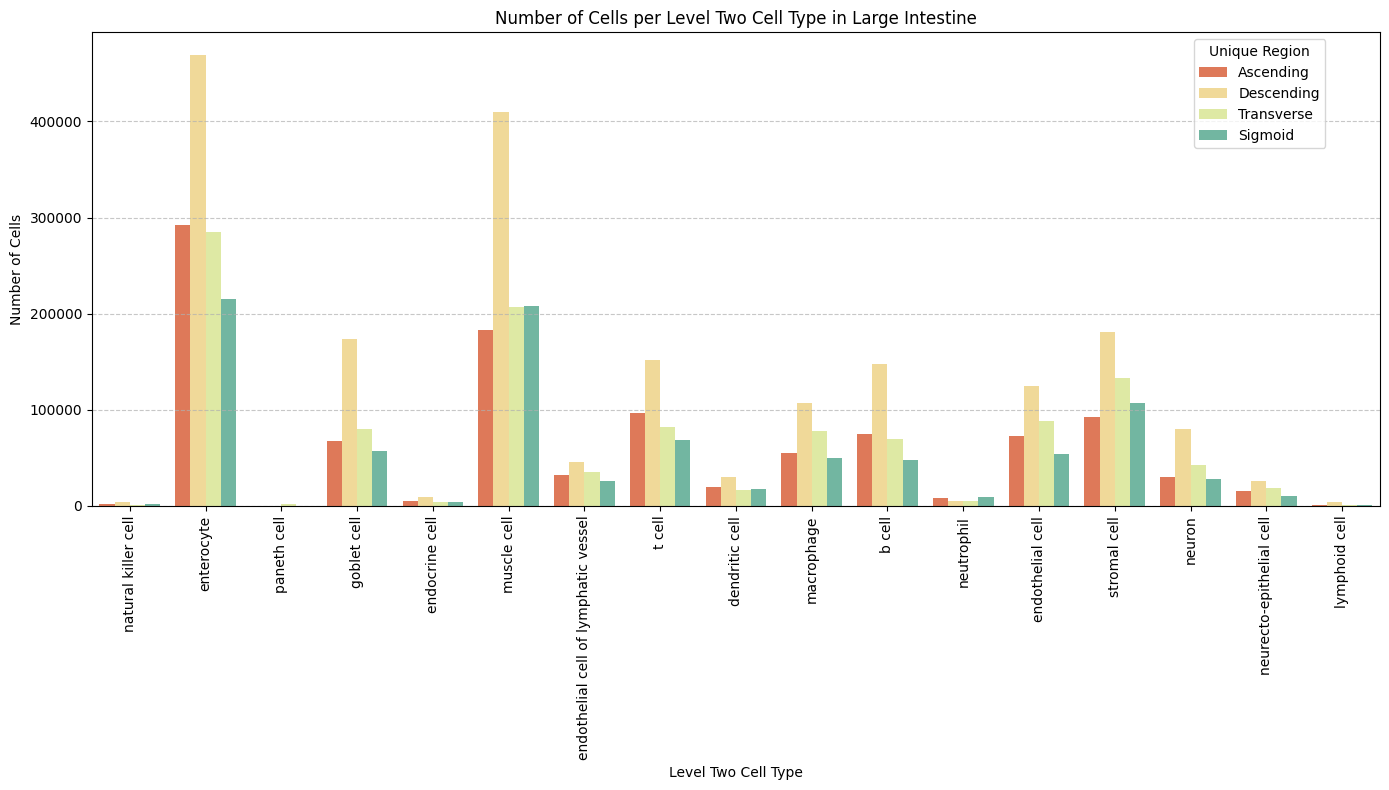 Number of Cells per Level Two Cell Type in Large Intestine
Unique Region
Ascending
Descending
Transverse
Sigmoid
Number of Cells
400000
300000
200000
100000
0
natural killer cell
enterocyte
paneth cell
goblet cell
endocrine cell
muscle cell
endothelial cell of lymphatic vessel
t cell
dendritic cell
macrophage
b cell
neutrophil
endothelial cell
stromal cell
neuron
neurecto-epithelial cell
lymphoid cell
Level Two Cell Type